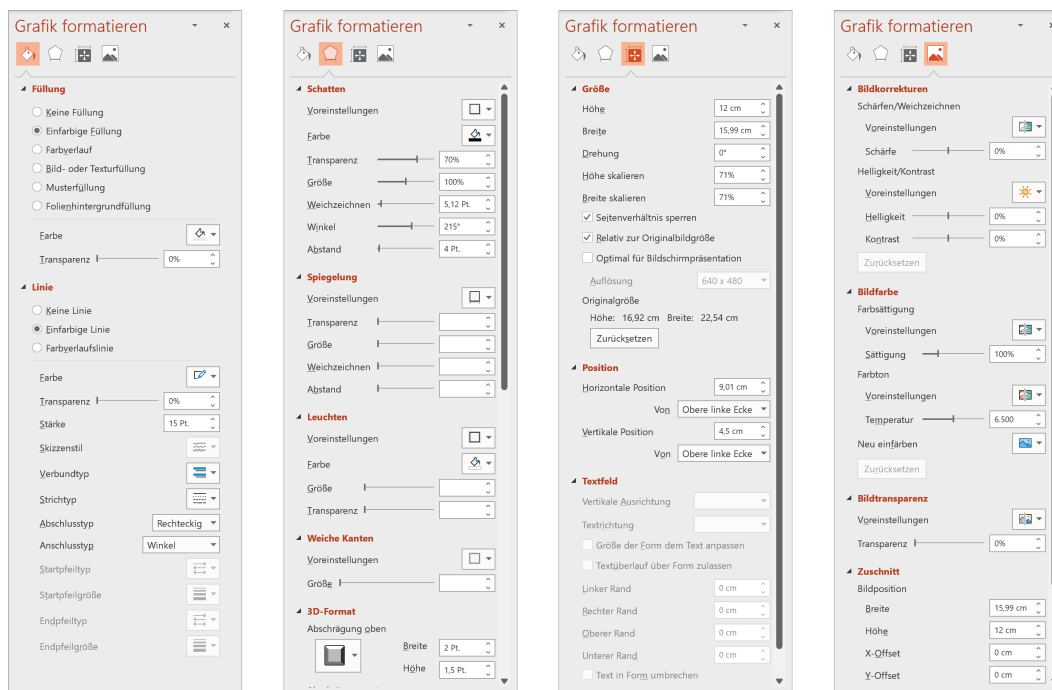 Grafik formatieren
Füllung
Keine Füllung
Einfarbige Füllung
Farbverlauf
Bild- oder Texturfüllung
Musterfüllung
Folienhintergrundfüllung
Farbe
Transparenz 0%
Linie
Keine Linie
Einfarbige Linie
Farbverlaufslinie
Farbe
Transparenz 0%
Stärke 15 Pt.
Skizzenstil
Verbundtyp
Strichtyp
Abschlusstyp Rechteckig
Anschlusstyp Winkel
Startpfeiltyp
Startpfeilgröße
Endpfeiltyp
Endpfeilgröße
Grafik formatieren
Schatten
Voreinstellungen
Farbe
Transparenz 70%
Größe 100%
Weichzeichnen 5,12 Pt.
Winkel 215°
Abstand 4 Pt.
Spiegelung
Voreinstellungen
Transparenz
Größe
Weichzeichnen
Abstand
Leuchten
Voreinstellungen
Farbe
Größe
Transparenz
Weiche Kanten
Voreinstellungen
Größe
3D-Format
Abschrägung oben
Breite 2 Pt.
Höhe 1,5 Pt.
Grafik formatieren
Größe
Höhe 12 cm
Breite 15,99 cm
Drehung 0°
Höhe skalieren 71%
Breite skalieren 71%
Seitenverhältnis sperren
Relativ zur Originalbildgröße
Optimal für Bildschirmpräsentation
Auflösung 640 x 480
Originalgröße
Höhe: 16,92 cm Breite: 22,54 cm
Zurücksetzen
Position
Horizontale Position 9,01 cm
Von Obere linke Ecke
Vertikale Position 4,5 cm
Von Obere linke Ecke
Textfeld
Vertikale Ausrichtung
Textrichtung
Größe der Form dem Text anpassen
Textüberlauf über Form zulassen
Linker Rand 0 cm
Rechter Rand 0 cm
Oberer Rand 0 cm
Unterer Rand 0 cm
Text in Form umbrechen
Grafik formatieren
Bildkorrekturen
Schärfen/Weichzeichnen
Voreinstellungen
Schärfe 0%
Helligkeit/Kontrast
Voreinstellungen
Helligkeit 0%
Kontrast 0%
Zurücksetzen
Bildfarbe
Farbsättigung
Voreinstellungen
Sättigung 100%
Farbton
Voreinstellungen
Temperatur 6.500
Neu einfärben
Zurücksetzen
Bildtransparenz
Voreinstellungen
Transparenz 0%
Zuschnitt
Bildposition
Breite 15,99 cm
Höhe 12 cm
X-Offset 0 cm
Y-Offset 0 cm